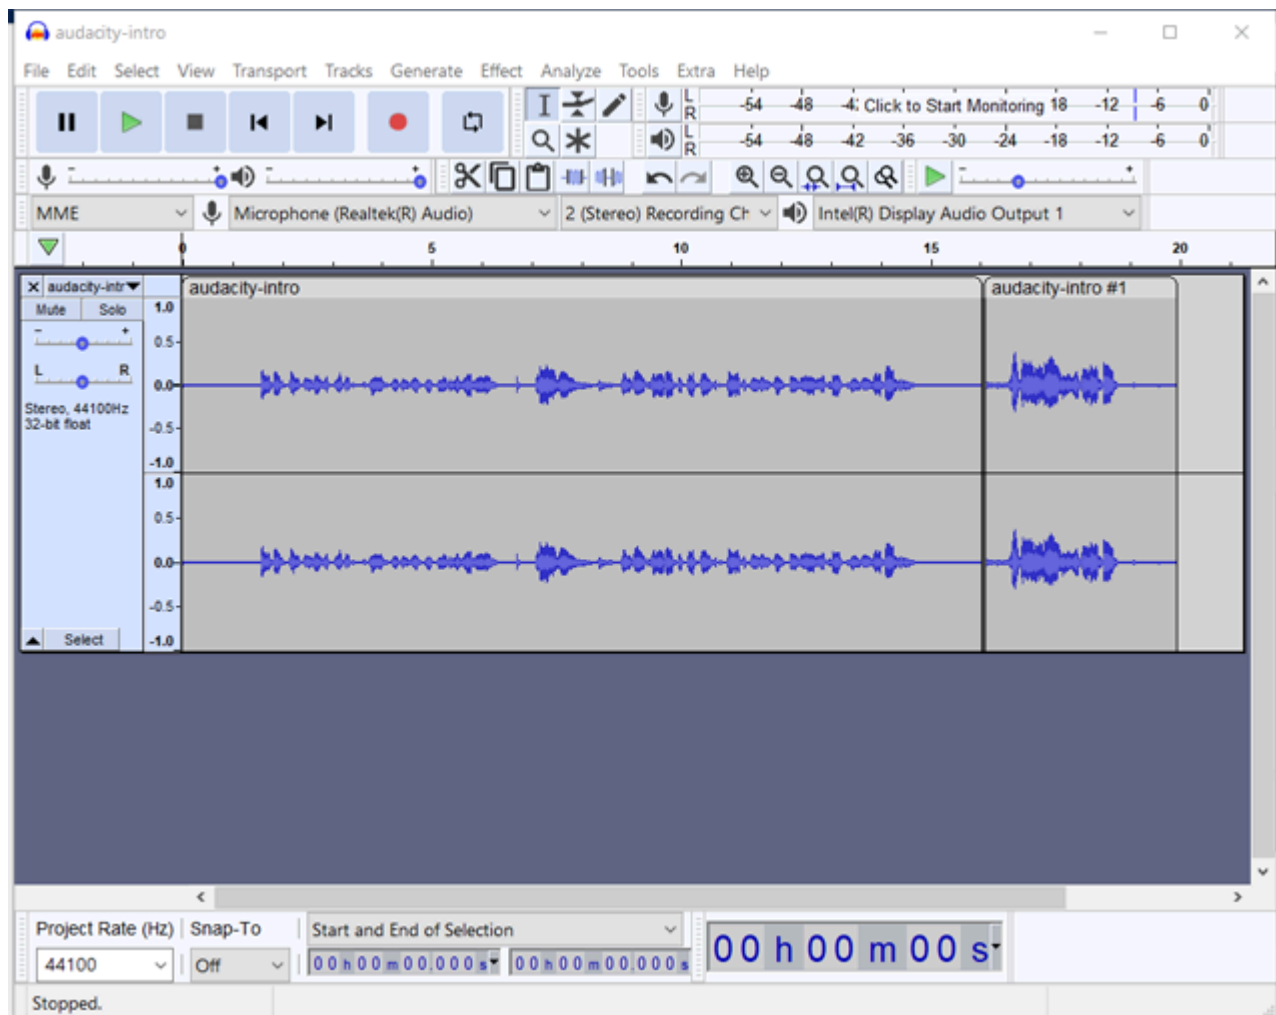 audacity-intro
File Edit Select View Transport Tracks Generate Effect Analyze Tools Extra Help
L
R
-54 -48 -4 Click to Start Monitoring 18 -12 -6 0
L
R
-54 -48 -42 -36 -30 -24 -18 -12 -6 0
MME Microphone (Realtek(R) Audio) 2 (Stereo) Recording Ch Intel(R) Display Audio Output 1
0 5 10 15 20
audacity-intr audacity-intro audacity-intro #1
Mute Solo 1.0
- + 0.5
L R 0.0
Stereo, 44100Hz
32-bit float
-0.5
-1.0
1.0
0.5
0.0
-0.5
Select -1.0
Project Rate (Hz) Snap-To Start and End of Selection
44100 Off 00 h 00 m 00.000 s 00 h 00 m 00.000 s 00 h 00 m 00 s
Stopped.